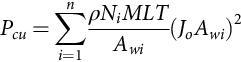 P_{cu} = \sum_{i=1}^{n} \frac{\rho N_i MLT}{A_{wi}} (J_o A_{wi})^2